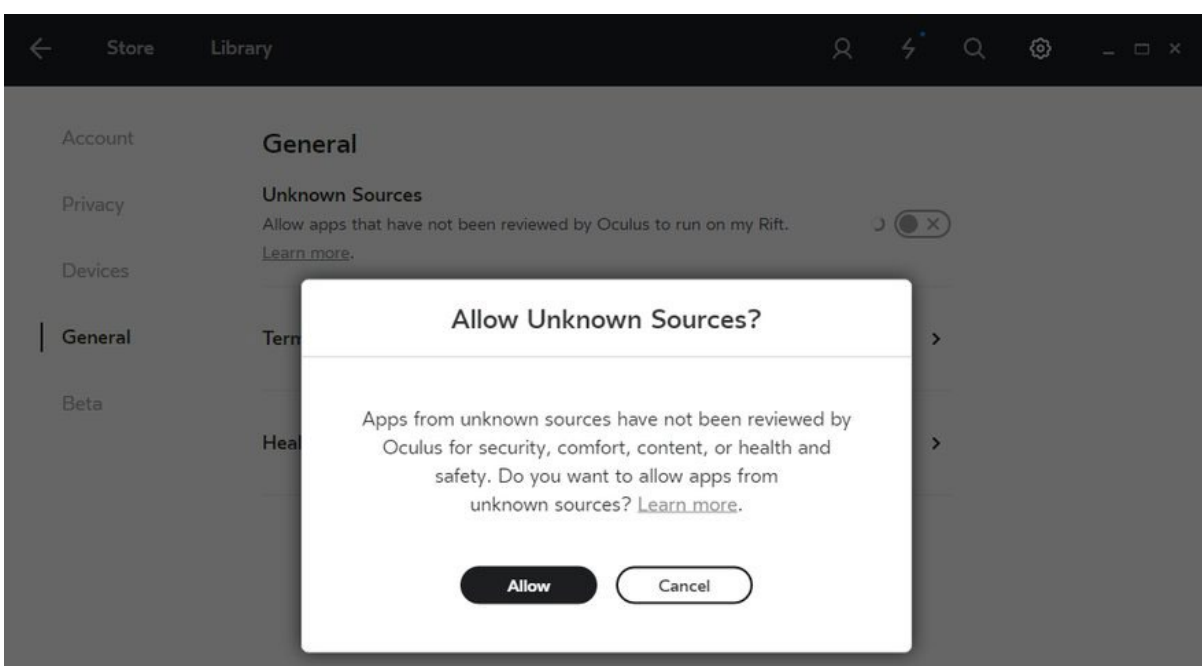 Store
Library
Account
Privacy
Devices
General
Beta
General
Unknown Sources
Allow apps that have not been reviewed by Oculus to run on my Rift.
Learn more.
Allow Unknown Sources?
Apps from unknown sources have not been reviewed by
Oculus for security, comfort, content, or health and
safety. Do you want to allow apps from
unknown sources? Learn more.
Allow
Cancel